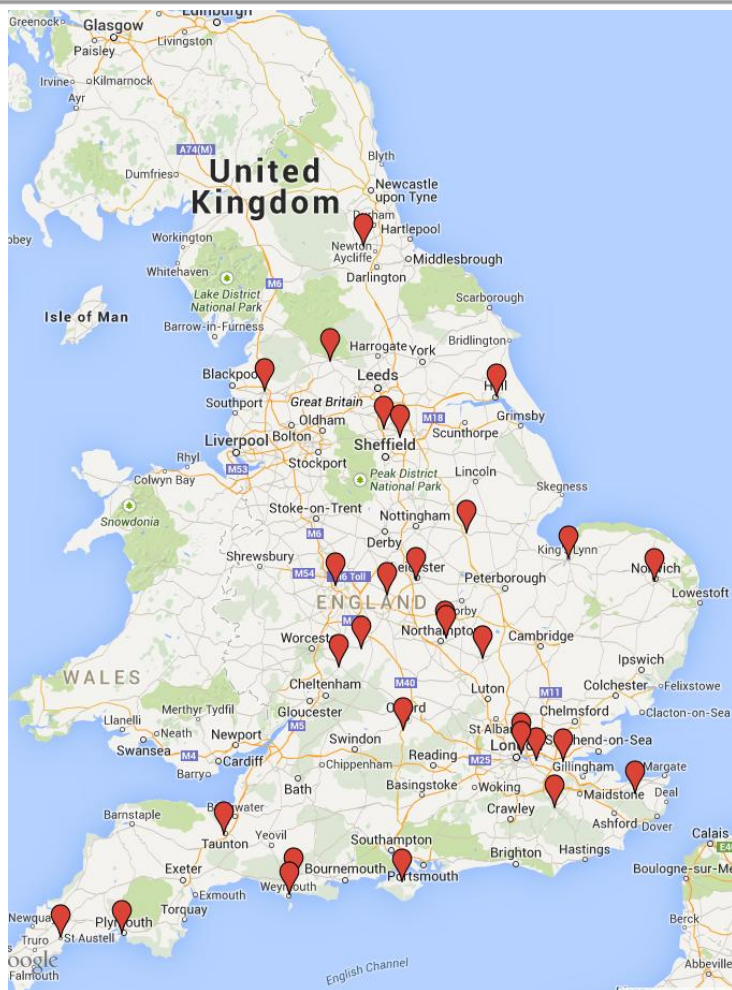 Greenock
Glasgow
Edinburgh
Paisley
Livingston
Irvine
Kilmarnock
Ayr
A74(M)
Blyth
United
Kingdom
Dumfries
Newcastle
upon Tyne
Durham
Hartlepool
Workington
Newton
Aycliffe
Middlesbrough
Whitehaven
Darlington
M6
Lake District
National Park
Scarborough
Isle of Man
Barrow-in-Furness
Bridlington
Harrogate
York
Blackpool
Leeds
Southport
Great Britain
Oldham
M18
Grimsby
Scunthorpe
Liverpool
Bolton
Sheffield
Stockport
Rhyl
M53
Colwyn Bay
Peak District
National Park
Lincoln
Skegness
Snowdonia
Stoke-on-Trent
Nottingham
M6
Derby
King's Lynn
Shrewsbury
M54
M6 Toll
Leicester
Norwich
Peterborough
Lowestoft
ENGLAND
Corby
Worcester
Northampton
Cambridge
WALES
Ipswich
Cheltenham
M40
M11
Colchester
Felixstowe
Gloucester
Luton
Merthyr Tydfil
Oxford
Chelmsford
Clacton-on-Sea
Llanelli
Neath
Newport
M5
Swindon
St Albans
Southend-on-Sea
Swansea
M4
Cardiff
Chippenham
Reading
M25
London
Gillingham
Margate
Barry
Bath
Basingstoke
Woking
Maidstone
Deal
Barnstaple
Bridgwater
Crawley
Ashford
Dover
Taunton
Yeovil
Southampton
Calais
Brighton
Hastings
Exeter
Bournemouth
Portsmouth
Boulogne-su-Me
Exmouth
Weymouth
Newqua
Plymouth
Torquay
Truro
St Austell
Berck
oogle
Falmouth
English Channel
Abbeville